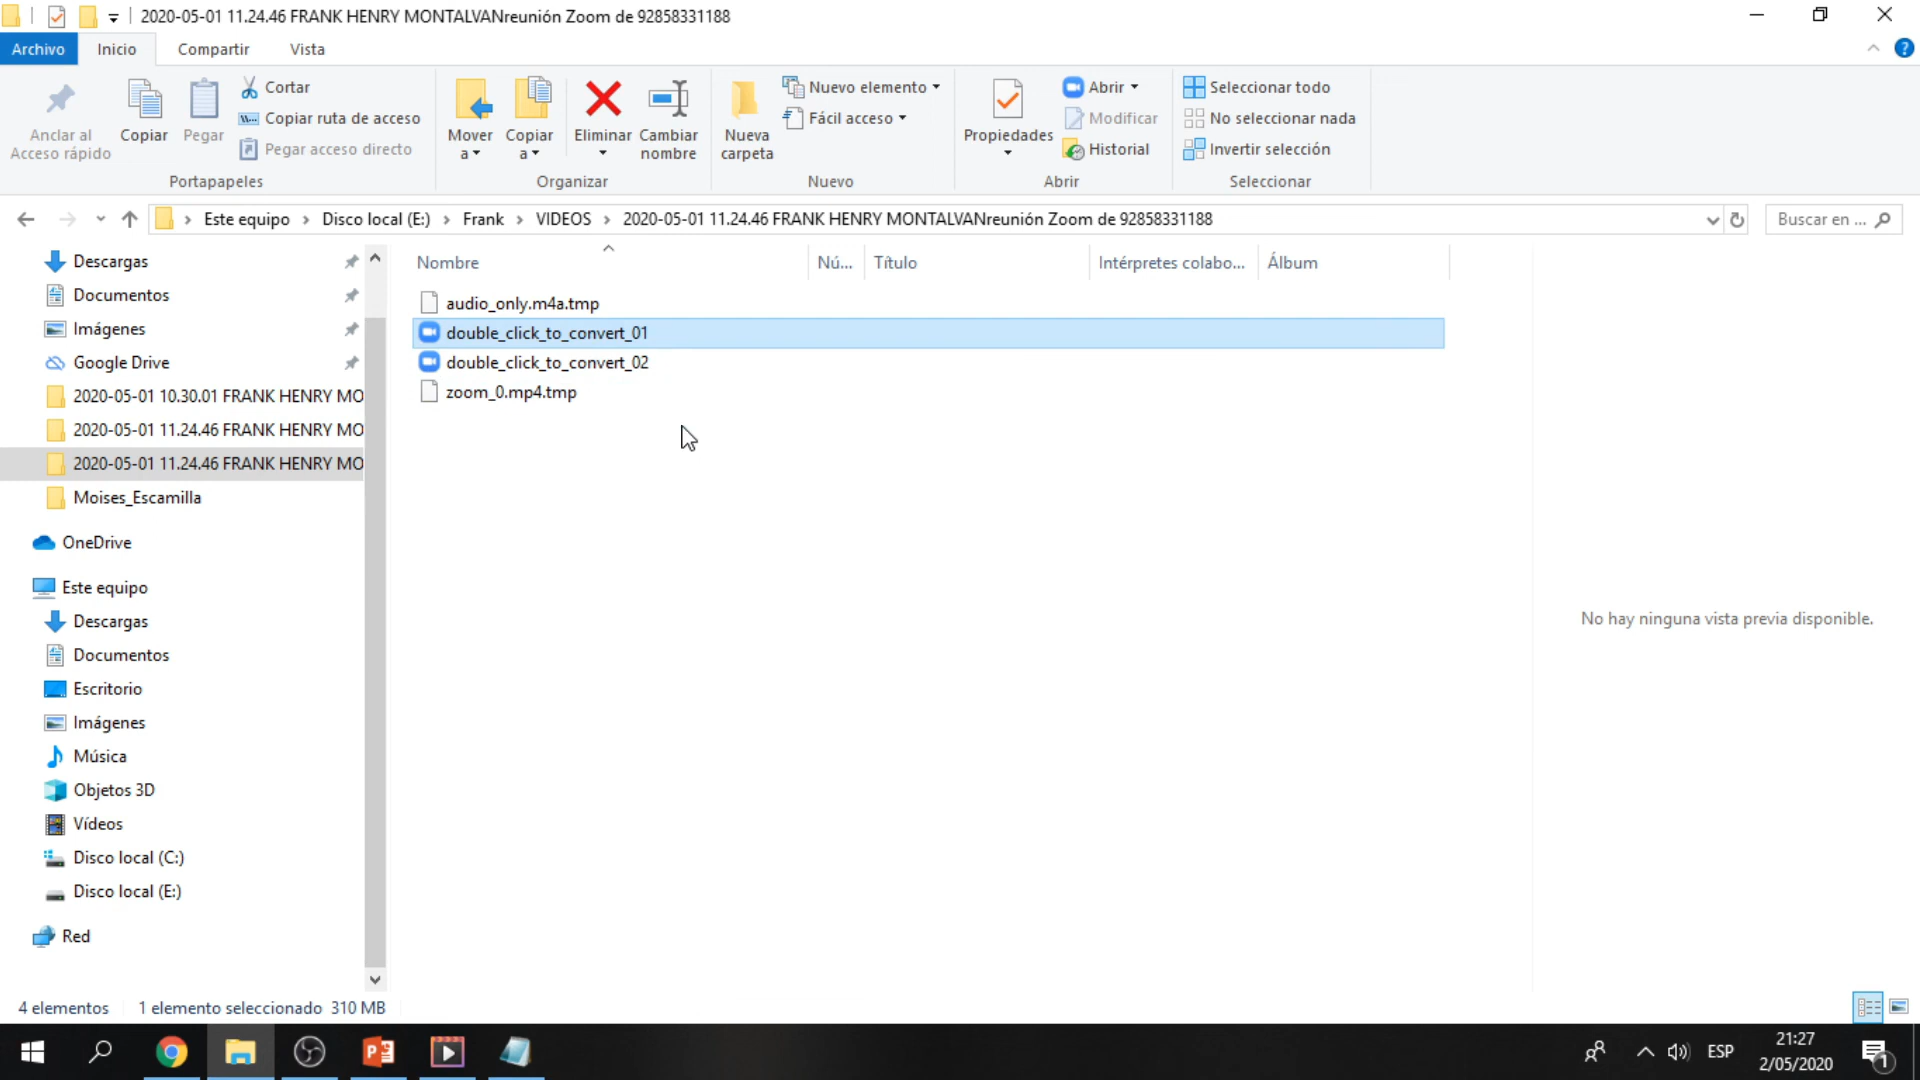 2020-05-01 11.24.46 FRANK HENRY MONTALVANreunión Zoom de 92858331188
Archivo Inicio Compartir Vista
Anclar al Acceso rápido
Copiar
Pegar
Cortar
Copiar ruta de acceso
Pegar acceso directo
Portapapeles
Mover a
Copiar a
Eliminar
Cambiar nombre
Organizar
Nueva carpeta
Nuevo elemento
Fácil acceso
Nuevo
Propiedades
Abrir
Modificar
Historial
Abrir
Seleccionar todo
No seleccionar nada
Invertir selección
Seleccionar
Este equipo > Disco local (E:) > Frank > VIDEOS > 2020-05-01 11.24.46 FRANK HENRY MONTALVANreunión Zoom de 92858331188
Buscar en ...
Descargas
Documentos
Imágenes
Google Drive
2020-05-01 10.30.01 FRANK HENRY MO
2020-05-01 11.24.46 FRANK HENRY MO
2020-05-01 11.24.46 FRANK HENRY MO
Moises_Escamilla
OneDrive
Este equipo
Descargas
Documentos
Escritorio
Imágenes
Música
Objetos 3D
Vídeos
Disco local (C:)
Disco local (E:)
Red
Nombre Nú... Título Intérpretes colabo... Álbum
audio_only.m4a.tmp
double_click_to_convert_01
double_click_to_convert_02
zoom_0.mp4.tmp
No hay ninguna vista previa disponible.
4 elementos 1 elemento seleccionado 310 MB
ESP
21:27
2/05/2020
1